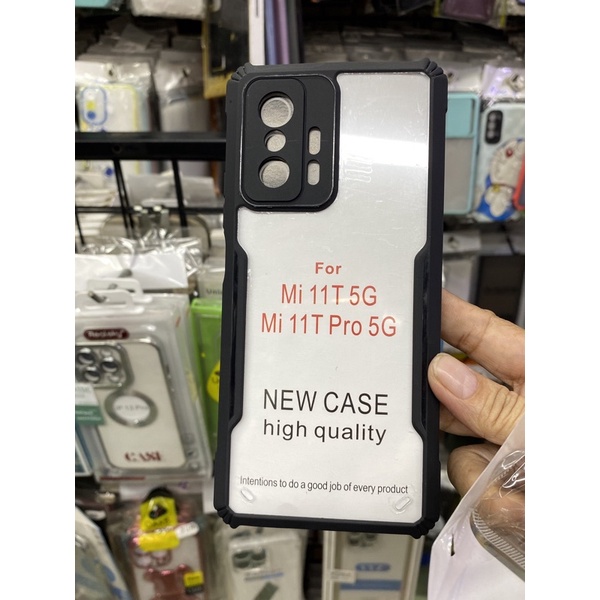 For
Mi 11T 5G
Mi 11T Pro 5G
NEW CASE
high quality
Intentions to do a good job of every product
CASE